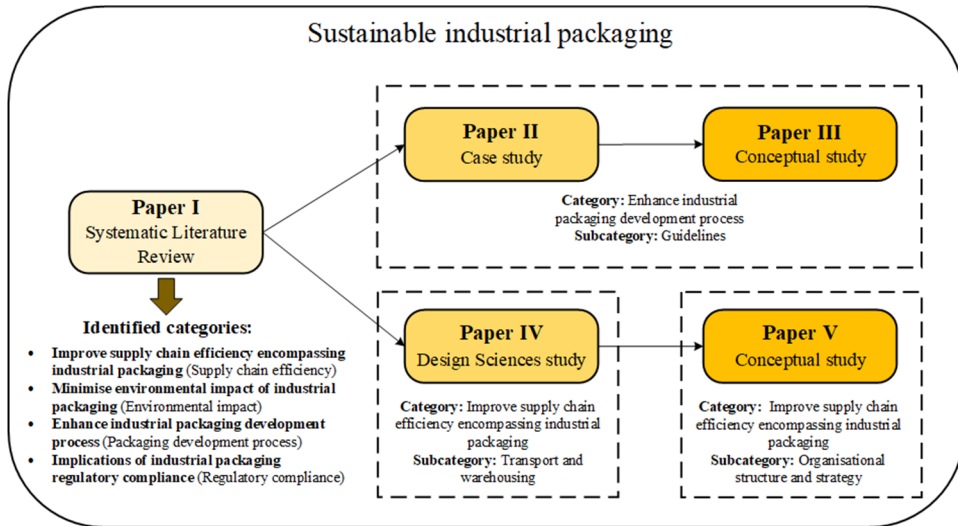 Sustainable industrial packaging
Paper I
Systematic Literature
Review
Identified categories:
• Improve supply chain efficiency encompassing
industrial packaging (Supply chain efficiency)
• Minimise environmental impact of industrial
packaging (Environmental impact)
• Enhance industrial packaging development
process (Packaging development process)
• Implications of industrial packaging
regulatory compliance (Regulatory compliance)
Paper II
Case study
Paper III
Conceptual study
Category: Enhance industrial
packaging development process
Subcategory: Guidelines
Paper IV
Design Sciences study
Category: Improve supply chain
efficiency encompassing industrial
packaging
Subcategory: Transport and
warehousing
Paper V
Conceptual study
Category: Improve supply chain
efficiency encompassing industrial
packaging
Subcategory: Organisational
structure and strategy